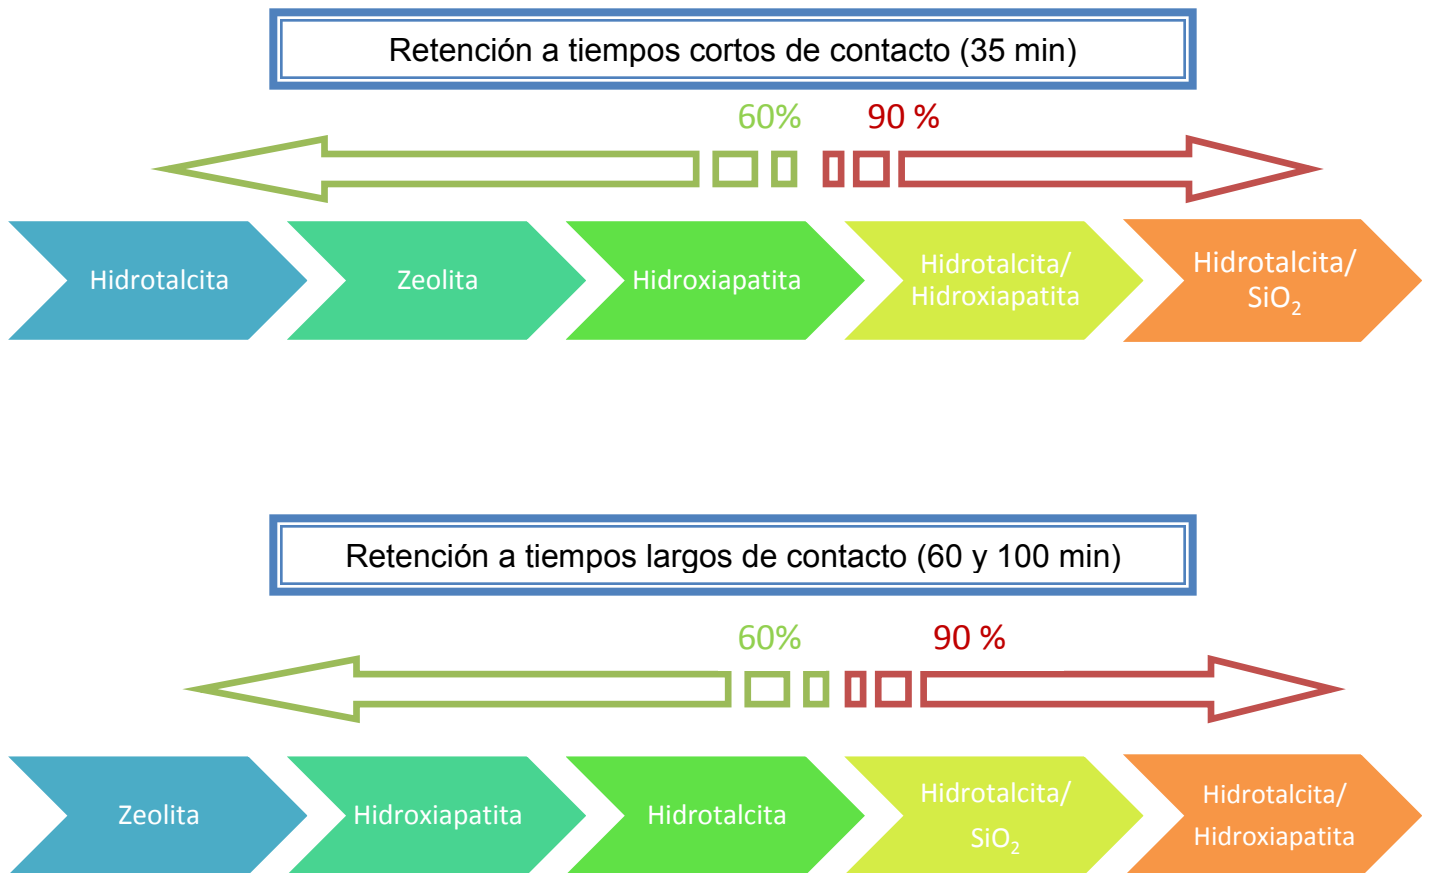 Retención a tiempos cortos de contacto (35 min)
60% 90 %
Hidrotalcita
Zeolita
Hidroxiapatita
Hidrotalcita/
Hidroxiapatita
Hidrotalcita/
SiO₂
Retención a tiempos largos de contacto (60 y 100 min)
60% 90 %
Zeolita
Hidroxiapatita
Hidrotalcita
Hidrotalcita/
SiO₂
Hidrotalcita/
Hidroxiapatita